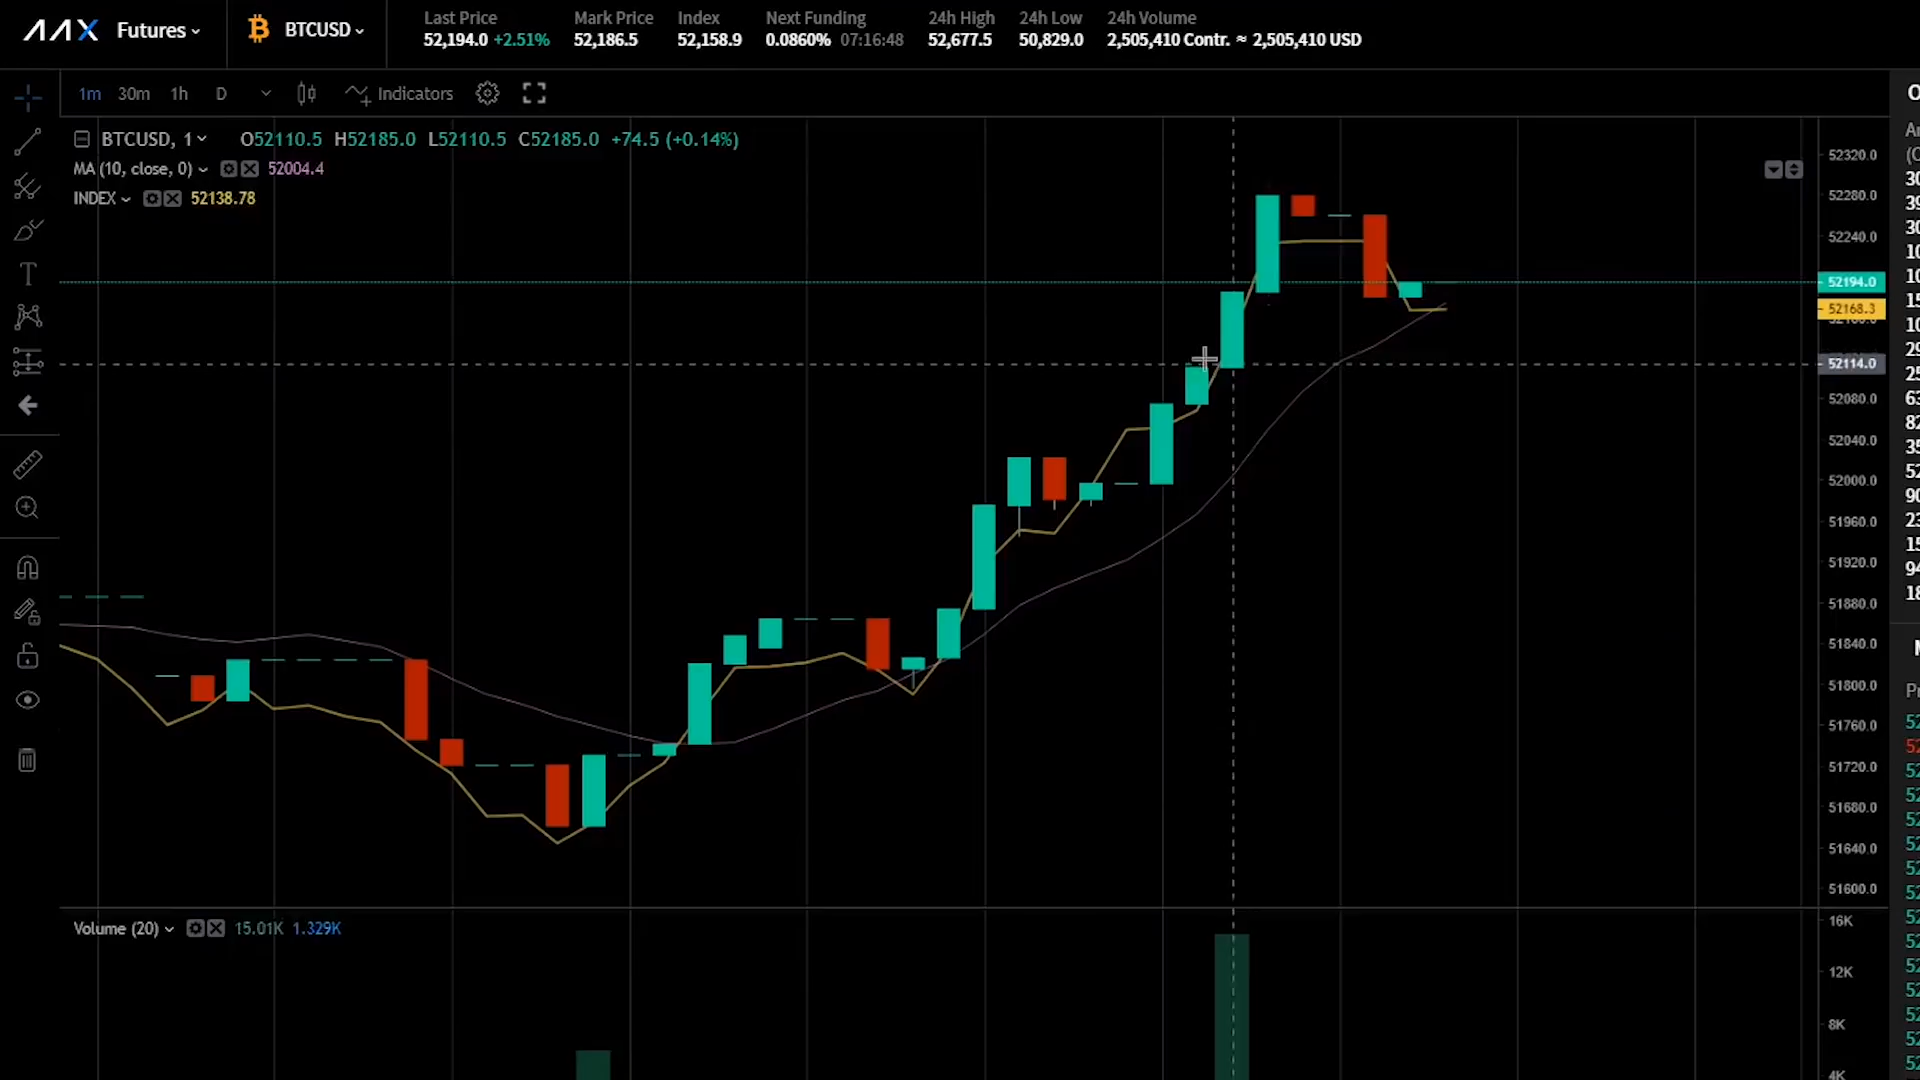 AAX Futures BTCUSD
Last Price Mark Price Index Next Funding 24h High 24h Low 24h Volume
52,194.0 +2.51% 52,186.5 52,158.9 0.0860% 07:16:48 52,677.5 50,829.0 2,505,410 Contr. ≈ 2,505,410 USD
1m 30m 1h D Indicators
BTCUSD, 1 O52110.5 H52185.0 L52110.5 C52185.0 +74.5 (+0.14%)
MA (10, close, 0) 52004.4
INDEX 52138.78
52320.0
52280.0
52240.0
52194.0
52168.3
52114.0
52080.0
52040.0
52000.0
51960.0
51920.0
51880.0
51840.0
51800.0
51760.0
51720.0
51680.0
51640.0
51600.0
Volume (20) 15.01K 1.329K
16K
12K
8K
4K